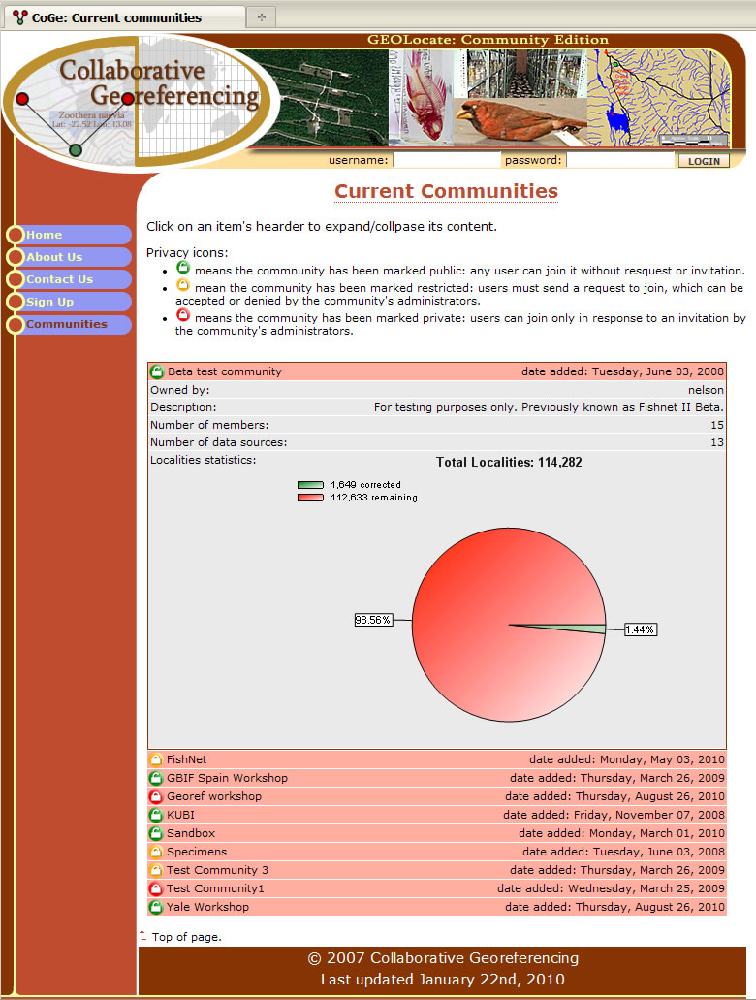 CoGe: Current communities
GEOLocate: Community Edition
Collaborative
Georeferencing
Zoothera naevia
Lat: -22.52 Lon: 13.08
username:
password:
LOGIN
Home
About Us
Contact Us
Sign Up
Communities
Current Communities
Click on an item's hearder to expand/collpase its content.
Privacy icons:
means the commnunity has been marked public: any user can join it without resquest or invitation.
mean the community has been marked restricted: users must send a request to join, which can be
accepted or denied by the community's administrators.
means the community has been marked private: users can join only in response to an invitation by
the community's administrators.
Beta test community date added: Tuesday, June 03, 2008
Owned by: nelson
Description: For testing purposes only. Previously known as Fishnet II Beta.
Number of members: 15
Number of data sources: 13
Localities statistics:
Total Localities: 114,282
1,649 corrected
112,633 remaining
98.56%
1.44%
FishNet date added: Monday, May 03, 2010
GBIF Spain Workshop date added: Thursday, March 26, 2009
Georef workshop date added: Thursday, August 26, 2010
KUBI date added: Friday, November 07, 2008
Sandbox date added: Monday, March 01, 2010
Specimens date added: Tuesday, June 03, 2008
Test Community 3 date added: Thursday, March 26, 2009
Test Community1 date added: Wednesday, March 25, 2009
Yale Workshop date added: Thursday, August 26, 2010
Top of page.
© 2007 Collaborative Georeferencing
Last updated January 22nd, 2010